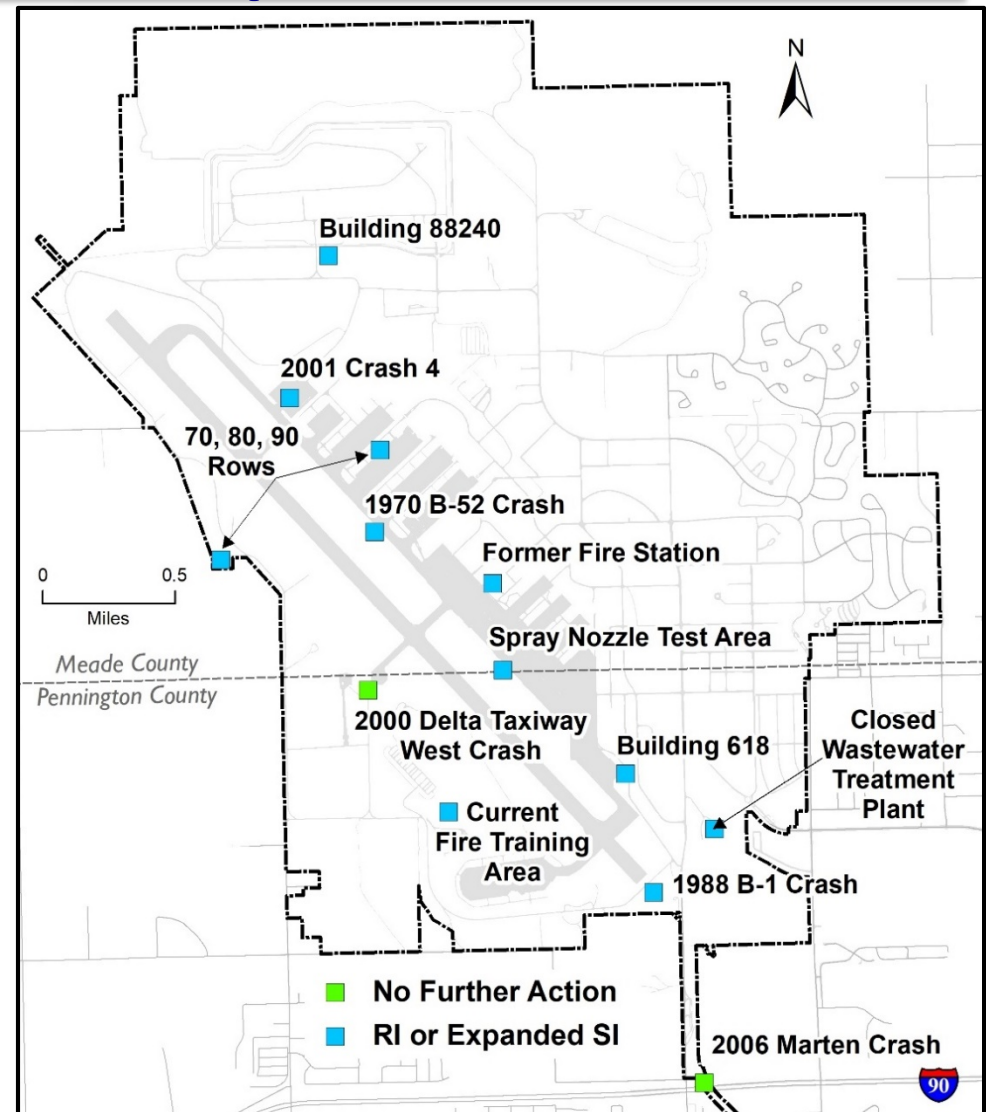 N
Building 88240
2001 Crash 4
70, 80, 90
Rows
1970 B-52 Crash
Former Fire Station
0 0.5
Miles
Spray Nozzle Test Area
Meade County
Pennington County
2000 Delta Taxiway
West Crash
Building 618
Closed
Wastewater
Treatment
Plant
Current
Fire Training
Area
1988 B-1 Crash
No Further Action
RI or Expanded SI
2006 Marten Crash
90